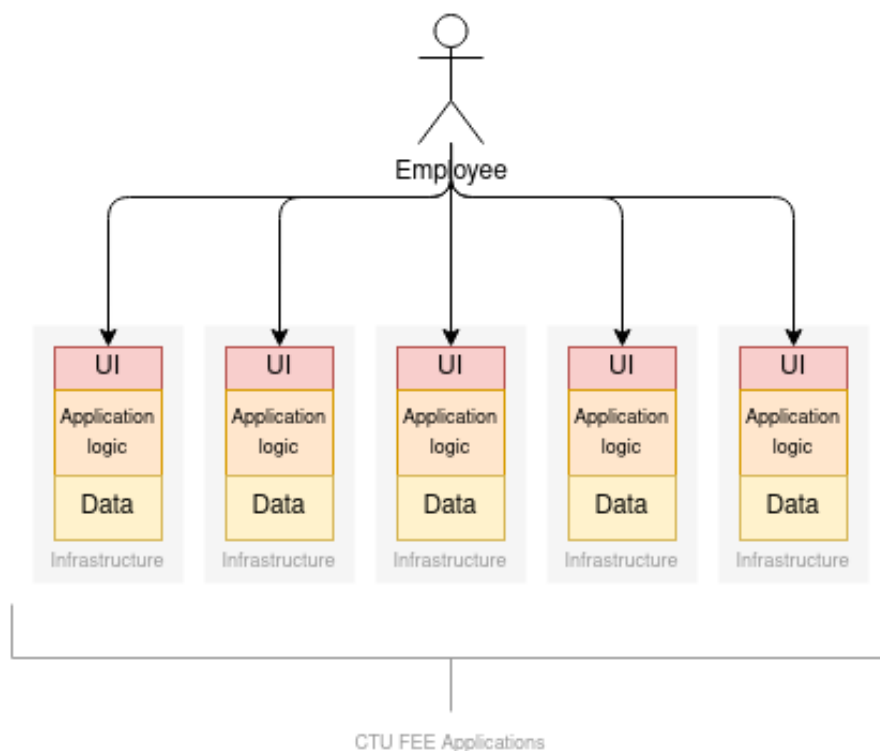 Employee
UI UI UI UI UI
Application Application Application Application Application
logic logic logic logic logic
Data Data Data Data Data
Infrastructure Infrastructure Infrastructure Infrastructure Infrastructure
CTU FEE Applications